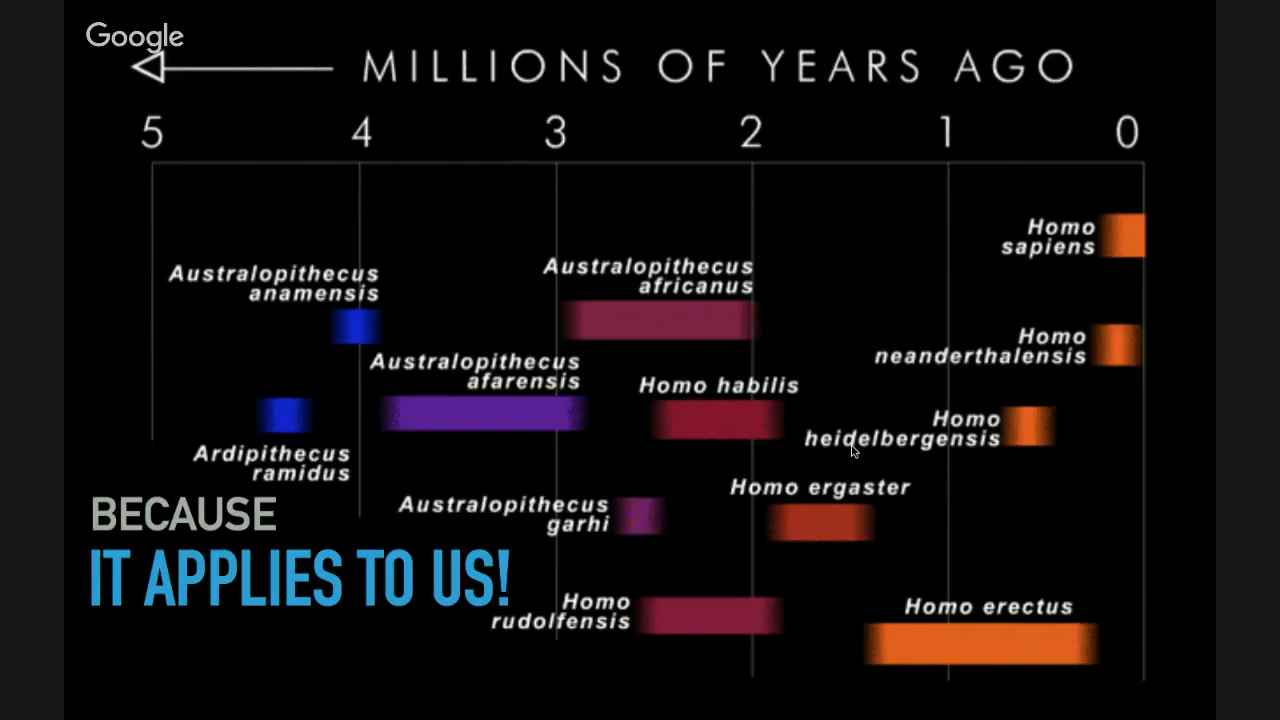 Google
MILLIONS OF YEARS AGO
5 4 3 2 1 0
Homo
sapiens
Australopithecus
anamensis
Australopithecus
africanus
Homo
neanderthalensis
Australopithecus
afarensis
Homo habilis
Homo
heidelbergensis
Ardipithecus
ramidus
Homo ergaster
Australopithecus
garhi
BECAUSE
IT APPLIES TO US!
Homo
rudolfensis
Homo erectus